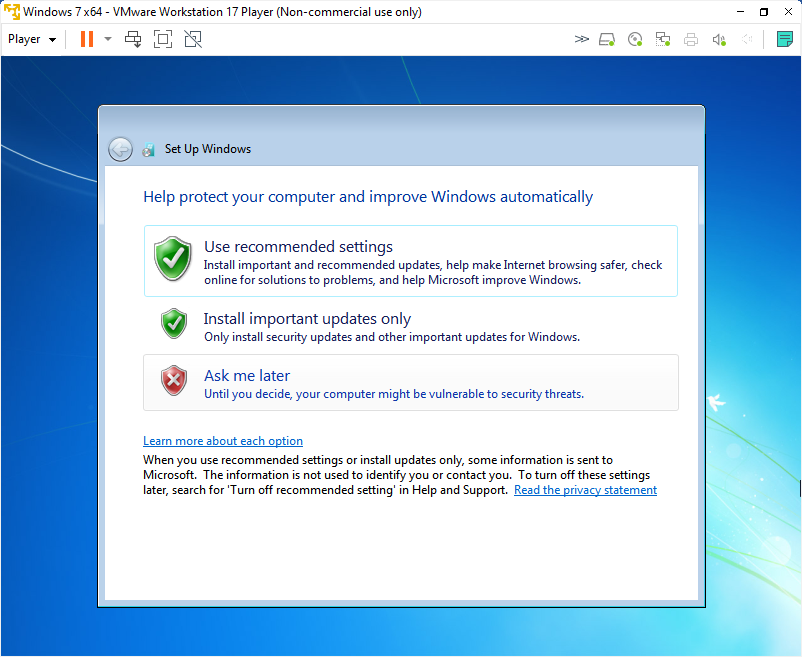 Windows 7 x64 - VMware Workstation 17 Player (Non-commercial use only)
Player
Set Up Windows
Help protect your computer and improve Windows automatically
Use recommended settings
Install important and recommended updates, help make Internet browsing safer, check
online for solutions to problems, and help Microsoft improve Windows.
Install important updates only
Only install security updates and other important updates for Windows.
Ask me later
Until you decide, your computer might be vulnerable to security threats.
Learn more about each option
When you use recommended settings or install updates only, some information is sent to
Microsoft. The information is not used to identify you or contact you. To turn off these settings
later, search for 'Turn off recommended setting' in Help and Support. Read the privacy statement